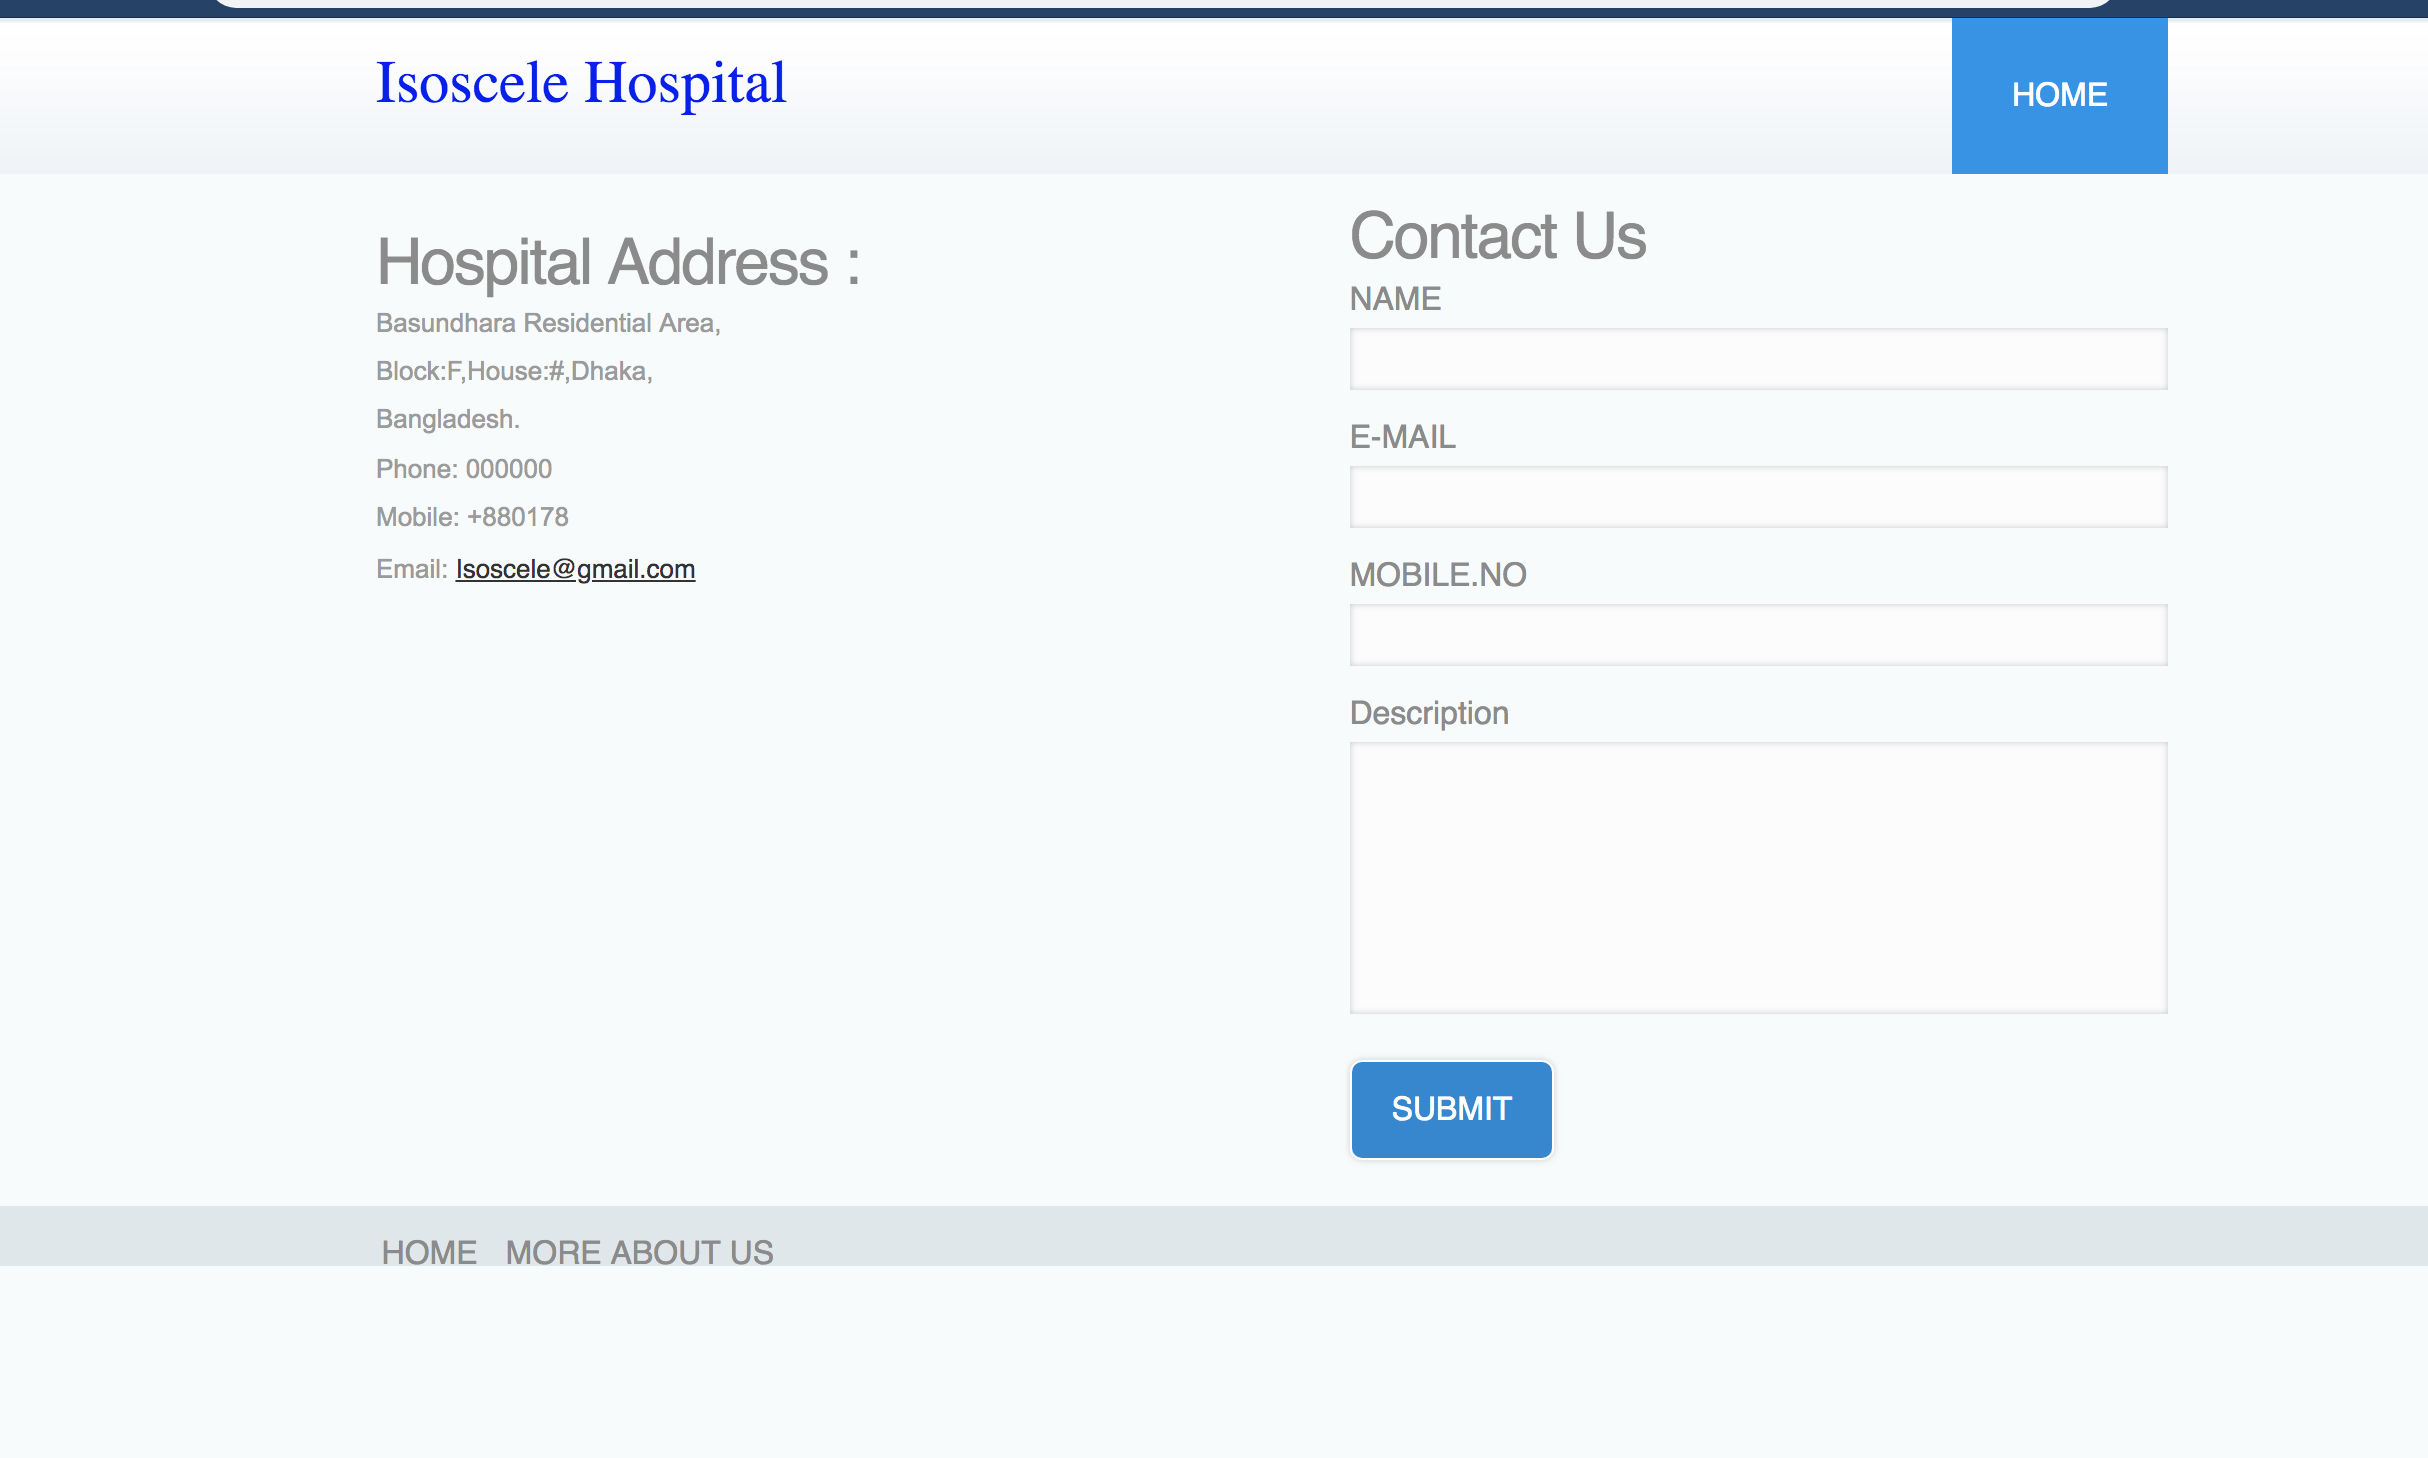 Isoscele Hospital
HOME
Hospital Address :
Basundhara Residential Area,
Block:F,House:#,Dhaka,
Bangladesh.
Phone: 000000
Mobile: +880178
Email: Isoscele@gmail.com
Contact Us
NAME
E-MAIL
MOBILE.NO
Description
SUBMIT
HOME MORE ABOUT US